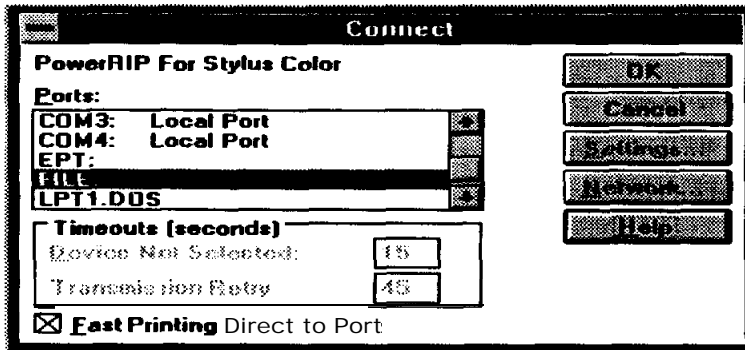 Connect
PowerRIP For Stylus Color
Ports:
COM3: Local Port
COM4: Local Port
EPT:
FILE
LPT1.DOS
Timeouts (seconds)
Device Not Selected: 15
Transmission Retry 45
Fast Printing Direct to Port
OK
Cancel
Settings...
Network...
Help